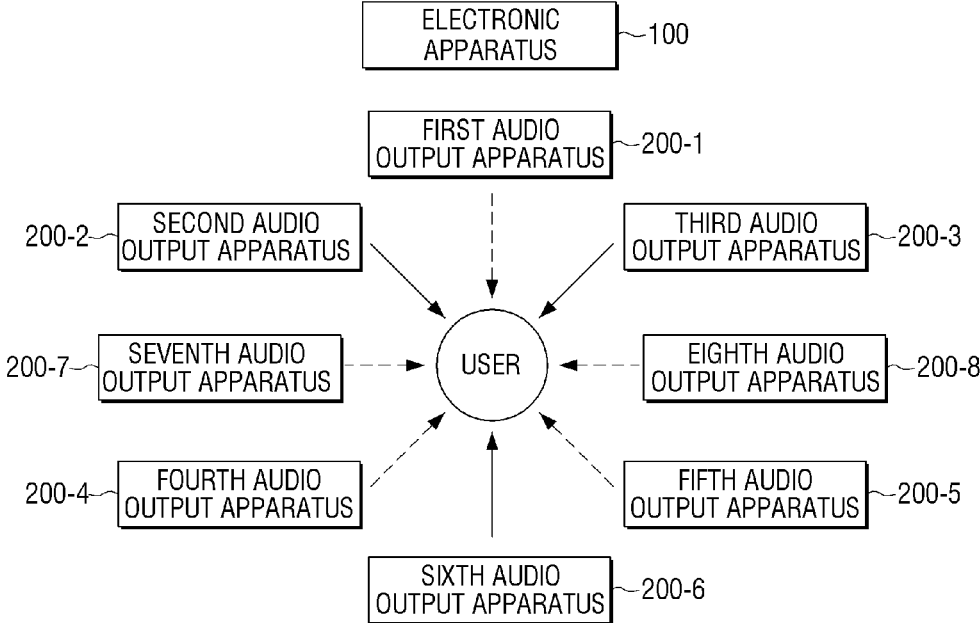 ELECTRONIC
APPARATUS
100
FIRST AUDIO
OUTPUT APPARATUS
200-1
200-2
SECOND AUDIO
OUTPUT APPARATUS
THIRD AUDIO
OUTPUT APPARATUS
200-3
200-7
SEVENTH AUDIO
OUTPUT APPARATUS
USER
EIGHTH AUDIO
OUTPUT APPARATUS
200-8
200-4
FOURTH AUDIO
OUTPUT APPARATUS
FIFTH AUDIO
OUTPUT APPARATUS
200-5
SIXTH AUDIO
OUTPUT APPARATUS
200-6